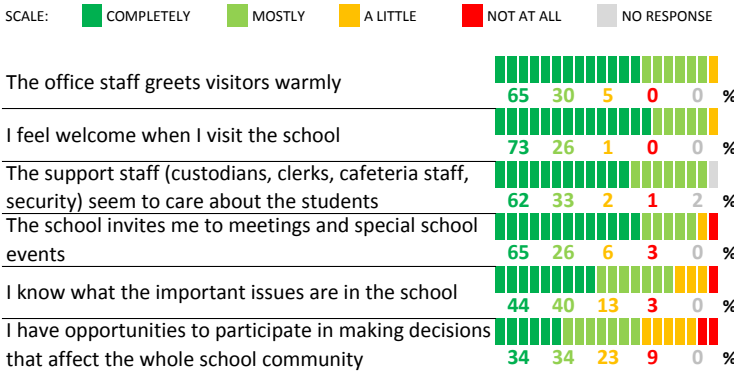 SCALE: COMPLETELY MOSTLY A LITTLE NOT AT ALL NO RESPONSE
The office staff greets visitors warmly
65 30 5 0 0 %
I feel welcome when I visit the school
73 26 1 0 0 %
The support staff (custodians, clerks, cafeteria staff,
security) seem to care about the students
62 33 2 1 2 %
The school invites me to meetings and special school
events
65 26 6 3 0 %
I know what the important issues are in the school
44 40 13 3 0 %
I have opportunities to participate in making decisions
that affect the whole school community
34 34 23 9 0 %